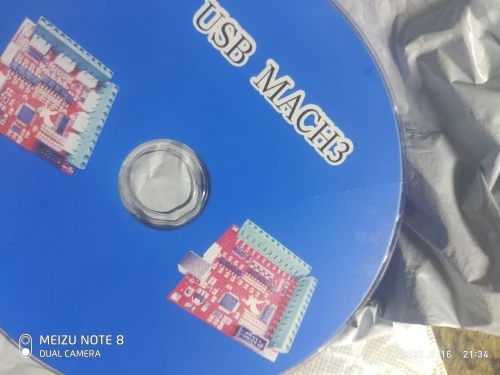 USB MACH3
MEIZU NOTE 8
DUAL CAMERA
21:34